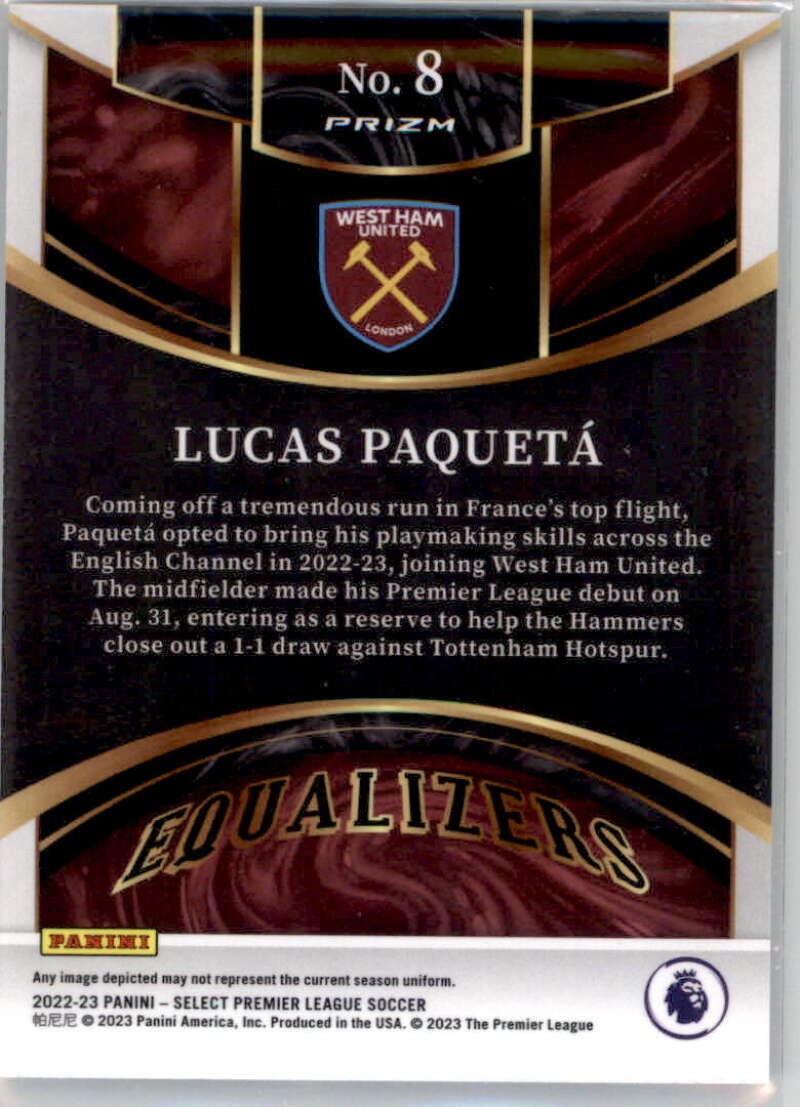 No. 8
PRIZM
WEST HAM
UNITED
LONDON
LUCAS PAQUETÁ
Coming off a tremendous run in France's top flight,
Paquetá opted to bring his playmaking skills across the
English Channel in 2022-23, joining West Ham United.
The midfielder made his Premier League debut on
Aug. 31, entering as a reserve to help the Hammers
close out a 1-1 draw against Tottenham Hotspur.
EQUALIZERS
PANINI
Any image depicted may not represent the current season uniform.
2022-23 PANINI – SELECT PREMIER LEAGUE SOCCER
帕尼尼 © 2023 Panini America, Inc. Produced in the USA. © 2023 The Premier League